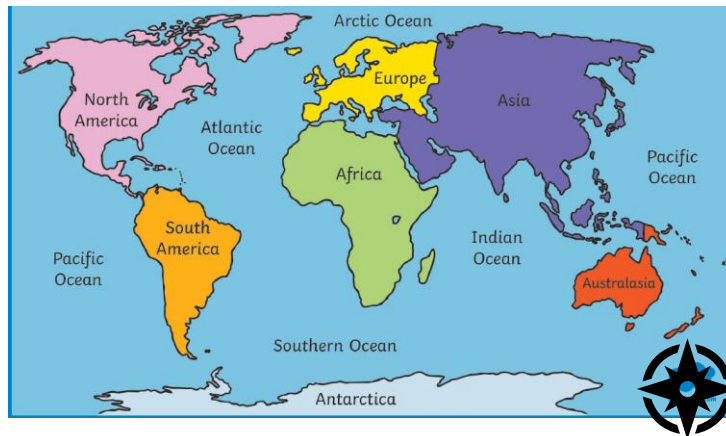 Arctic Ocean
North
America
Europe
Asia
Atlantic
Ocean
Africa
Pacific
Ocean
South
America
Indian
Ocean
Pacific
Ocean
Australasia
Southern Ocean
Antarctica